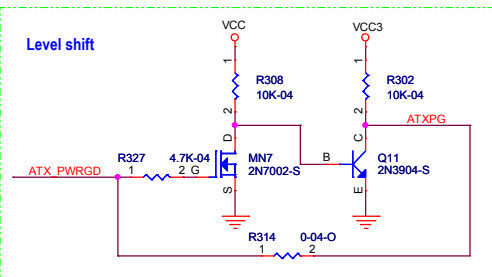 VCC VCC3
Level shift
1 1
R308 R302
10K-04 10K-04
2 2
ATXPG
D C
R327 4.7K-04 MN7 B Q11
ATX_PWRGD 1 2 G 2N7002-S 2N3904-S
S E
R314 0-04-O
1 2